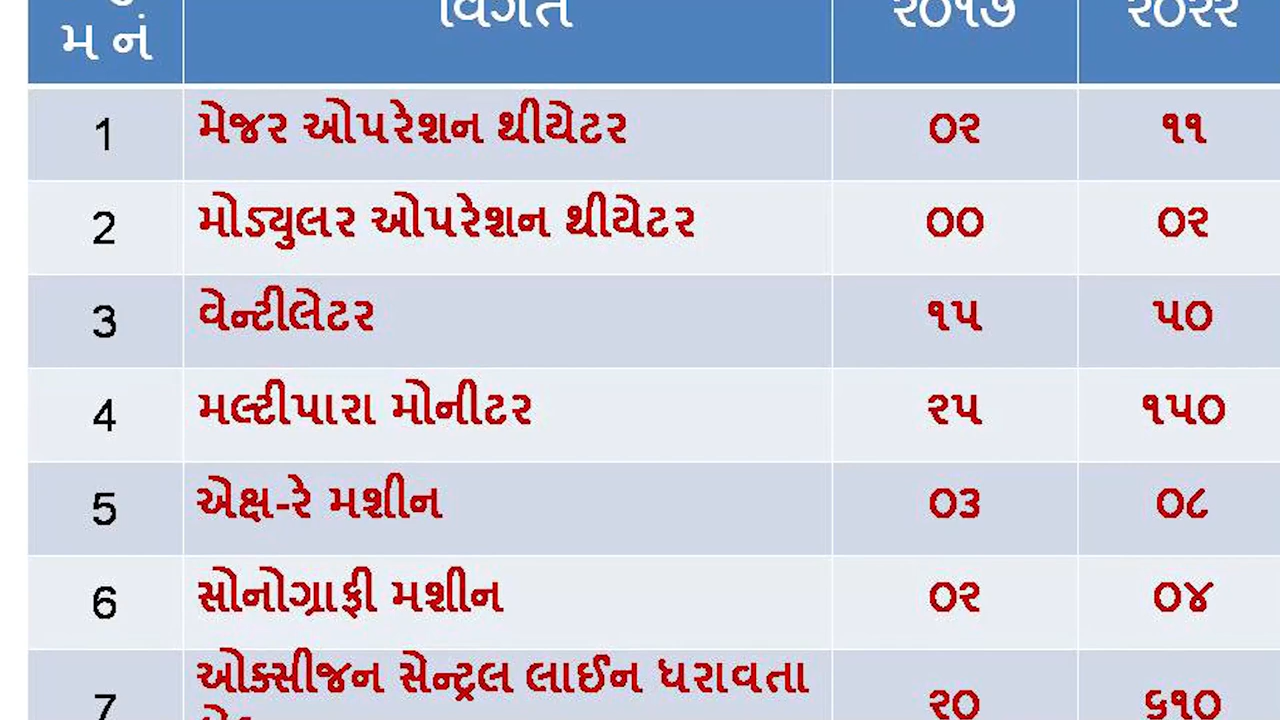 મ નં વિગત ૨૦૧૭ ૨૦૨૨
1 મેજર ઓપરેશન થીયેટર ૦૨ ૧૧
2 મોડ્યુલર ઓપરેશન થીયેટર ૦૦ ૦૨
3 વેન્ટીલેટર ૧૫ ૫૦
4 મલ્ટીપારા મોનીટર ૨૫ ૧૫૦
5 એક્ષ-રે મશીન ૦૩ ૦૮
6 સોનોગ્રાફી મશીન ૦૨ ૦૪
7 ઓક્સીજન સેન્ટ્રલ લાઈન ધરાવતા ૨૦ ૬૧૦